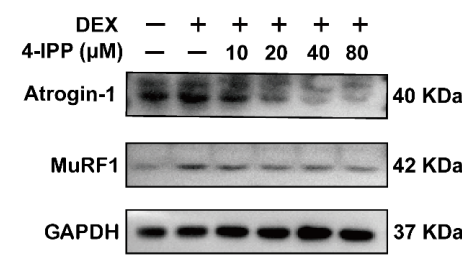 DEX − + + + + +
4-IPP (μM) − − 10 20 40 80
Atrogin-1 40 KDa
MuRF1 42 KDa
GAPDH 37 KDa